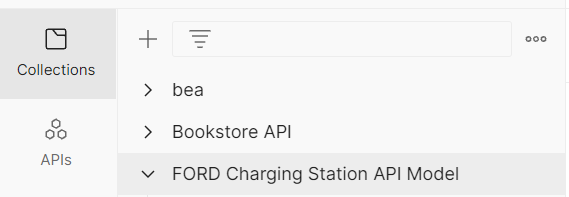 Collections
APIs
bea
Bookstore API
FORD Charging Station API Model